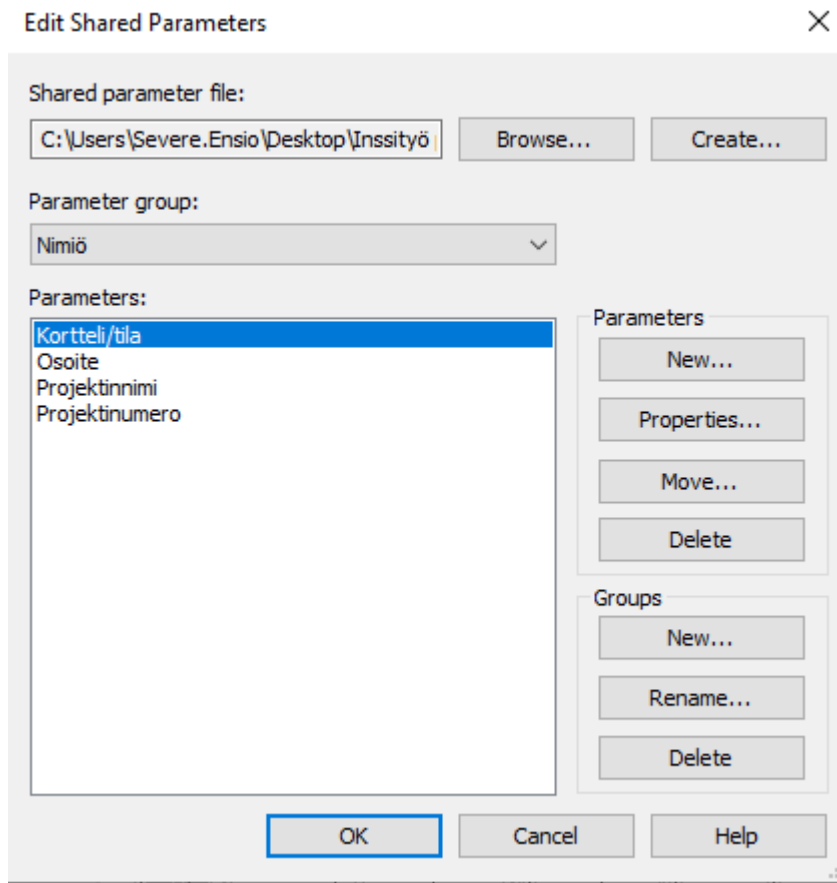 Edit Shared Parameters
Shared parameter file:
C:\Users\Severe.Ensio\Desktop\Inssityö
Browse...
Create...
Parameter group:
Nimiö
Parameters:
Kortteli/tila
Osoite
Projektinnimi
Projektinumero
Parameters
New...
Properties...
Move...
Delete
Groups
New...
Rename...
Delete
OK
Cancel
Help